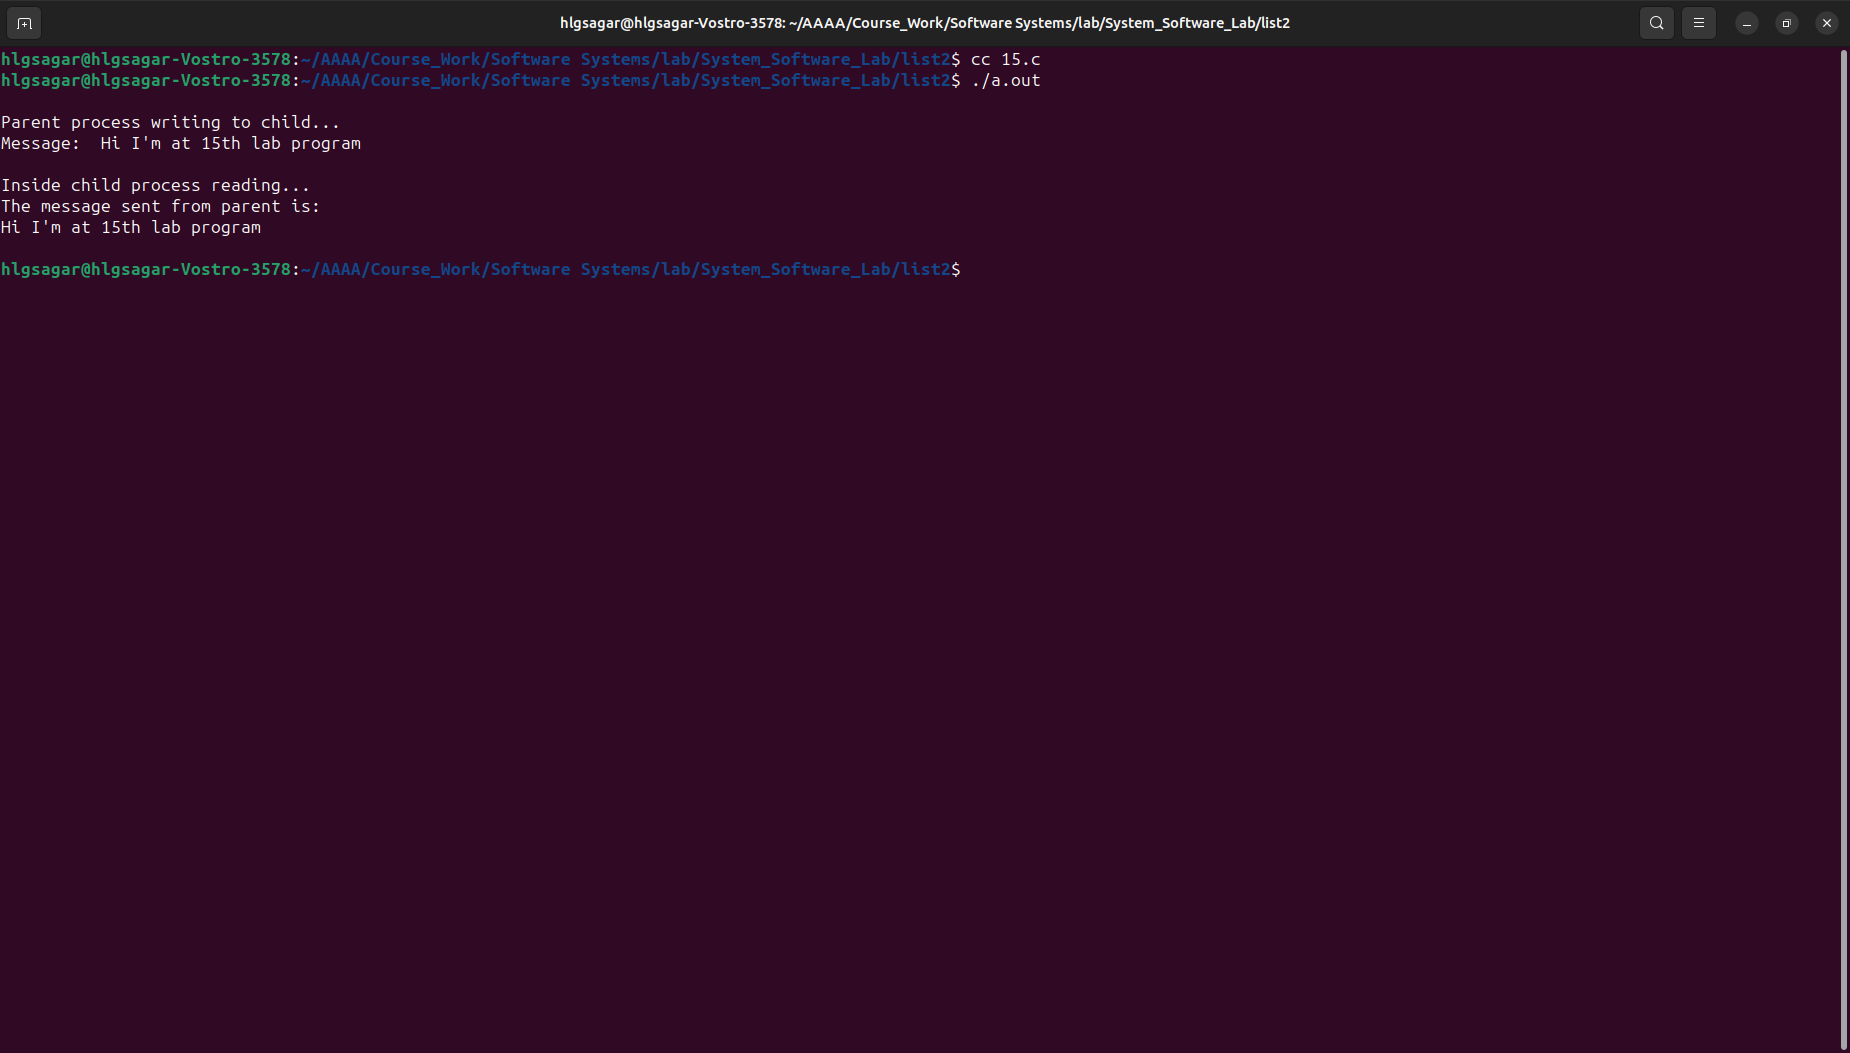 hlgsagar@hlgsagar-Vostro-3578: ~/AAAA/Course_Work/Software Systems/lab/System_Software_Lab/list2
hlgsagar@hlgsagar-Vostro-3578:~/AAAA/Course_Work/Software Systems/lab/System_Software_Lab/list2$ cc 15.c
hlgsagar@hlgsagar-Vostro-3578:~/AAAA/Course_Work/Software Systems/lab/System_Software_Lab/list2$ ./a.out
Parent process writing to child...
Message:  Hi I'm at 15th lab program
Inside child process reading...
The message sent from parent is:
Hi I'm at 15th lab program
hlgsagar@hlgsagar-Vostro-3578:~/AAAA/Course_Work/Software Systems/lab/System_Software_Lab/list2$